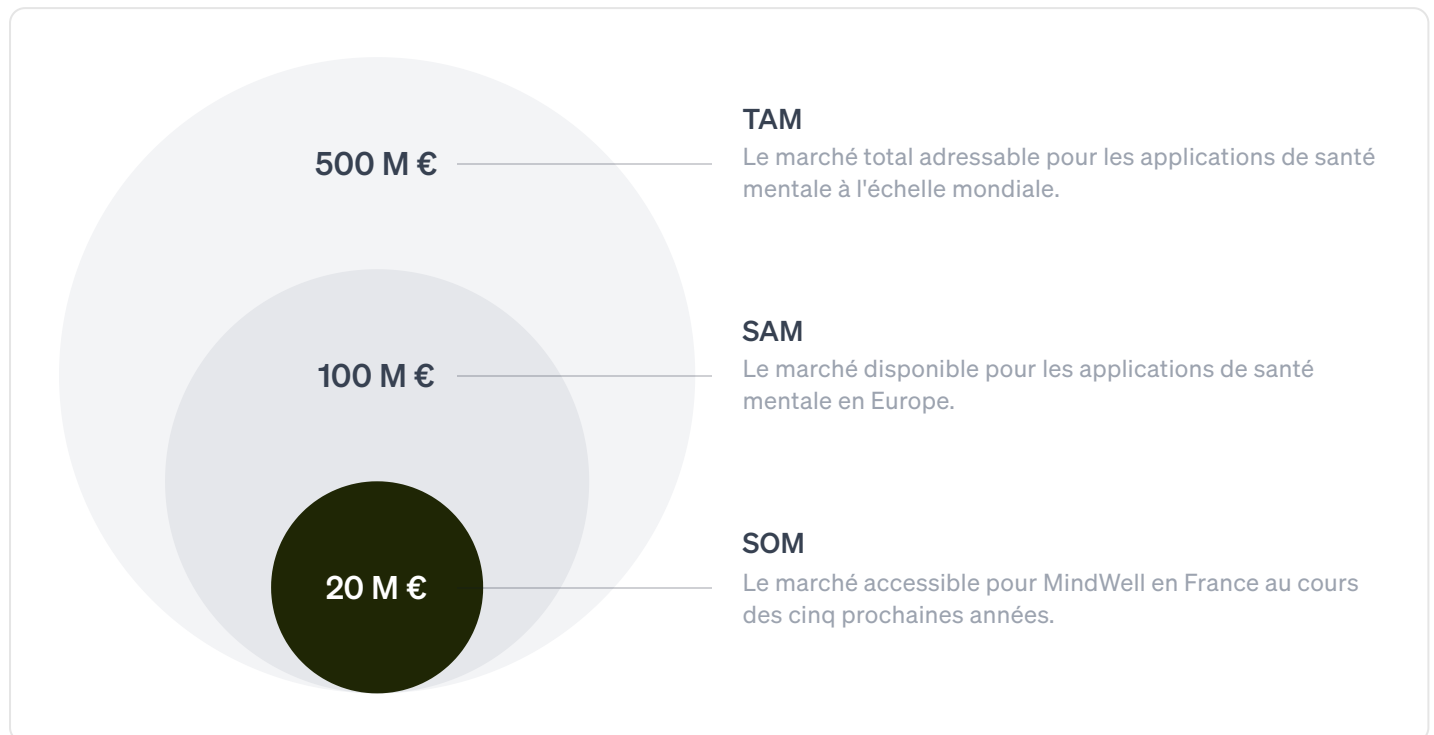 500 M €
TAM
Le marché total adressable pour les applications de santé
mentale à l'échelle mondiale.
100 M €
SAM
Le marché disponible pour les applications de santé
mentale en Europe.
20 M €
SOM
Le marché accessible pour MindWell en France au cours
des cinq prochaines années.